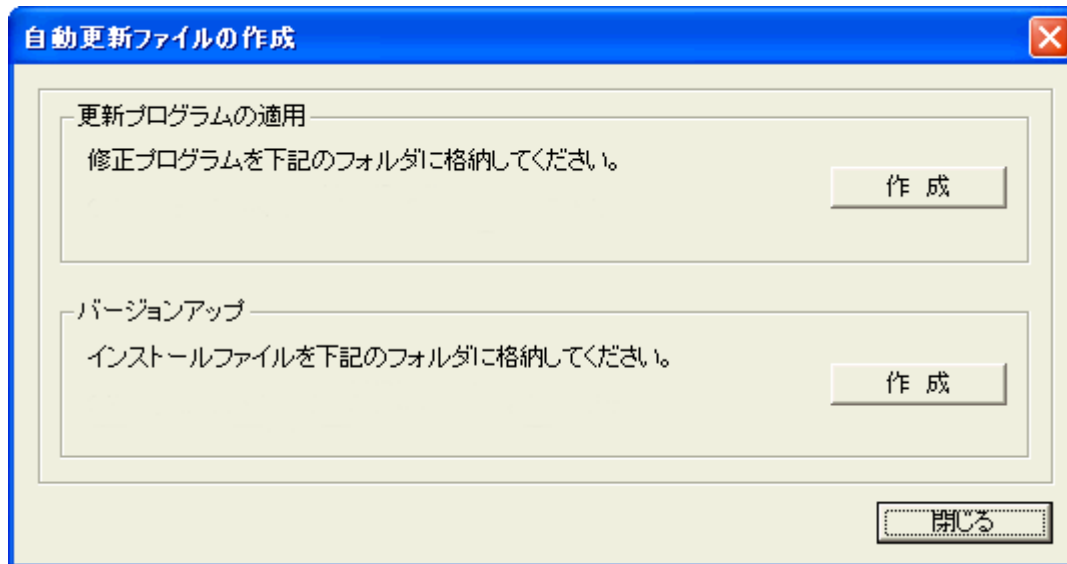 自動更新ファイルの作成
更新プログラムの適用
修正プログラムを下記のフォルダに格納してください。
作 成
バージョンアップ
インストールファイルを下記のフォルダに格納してください。
作 成
閉じる